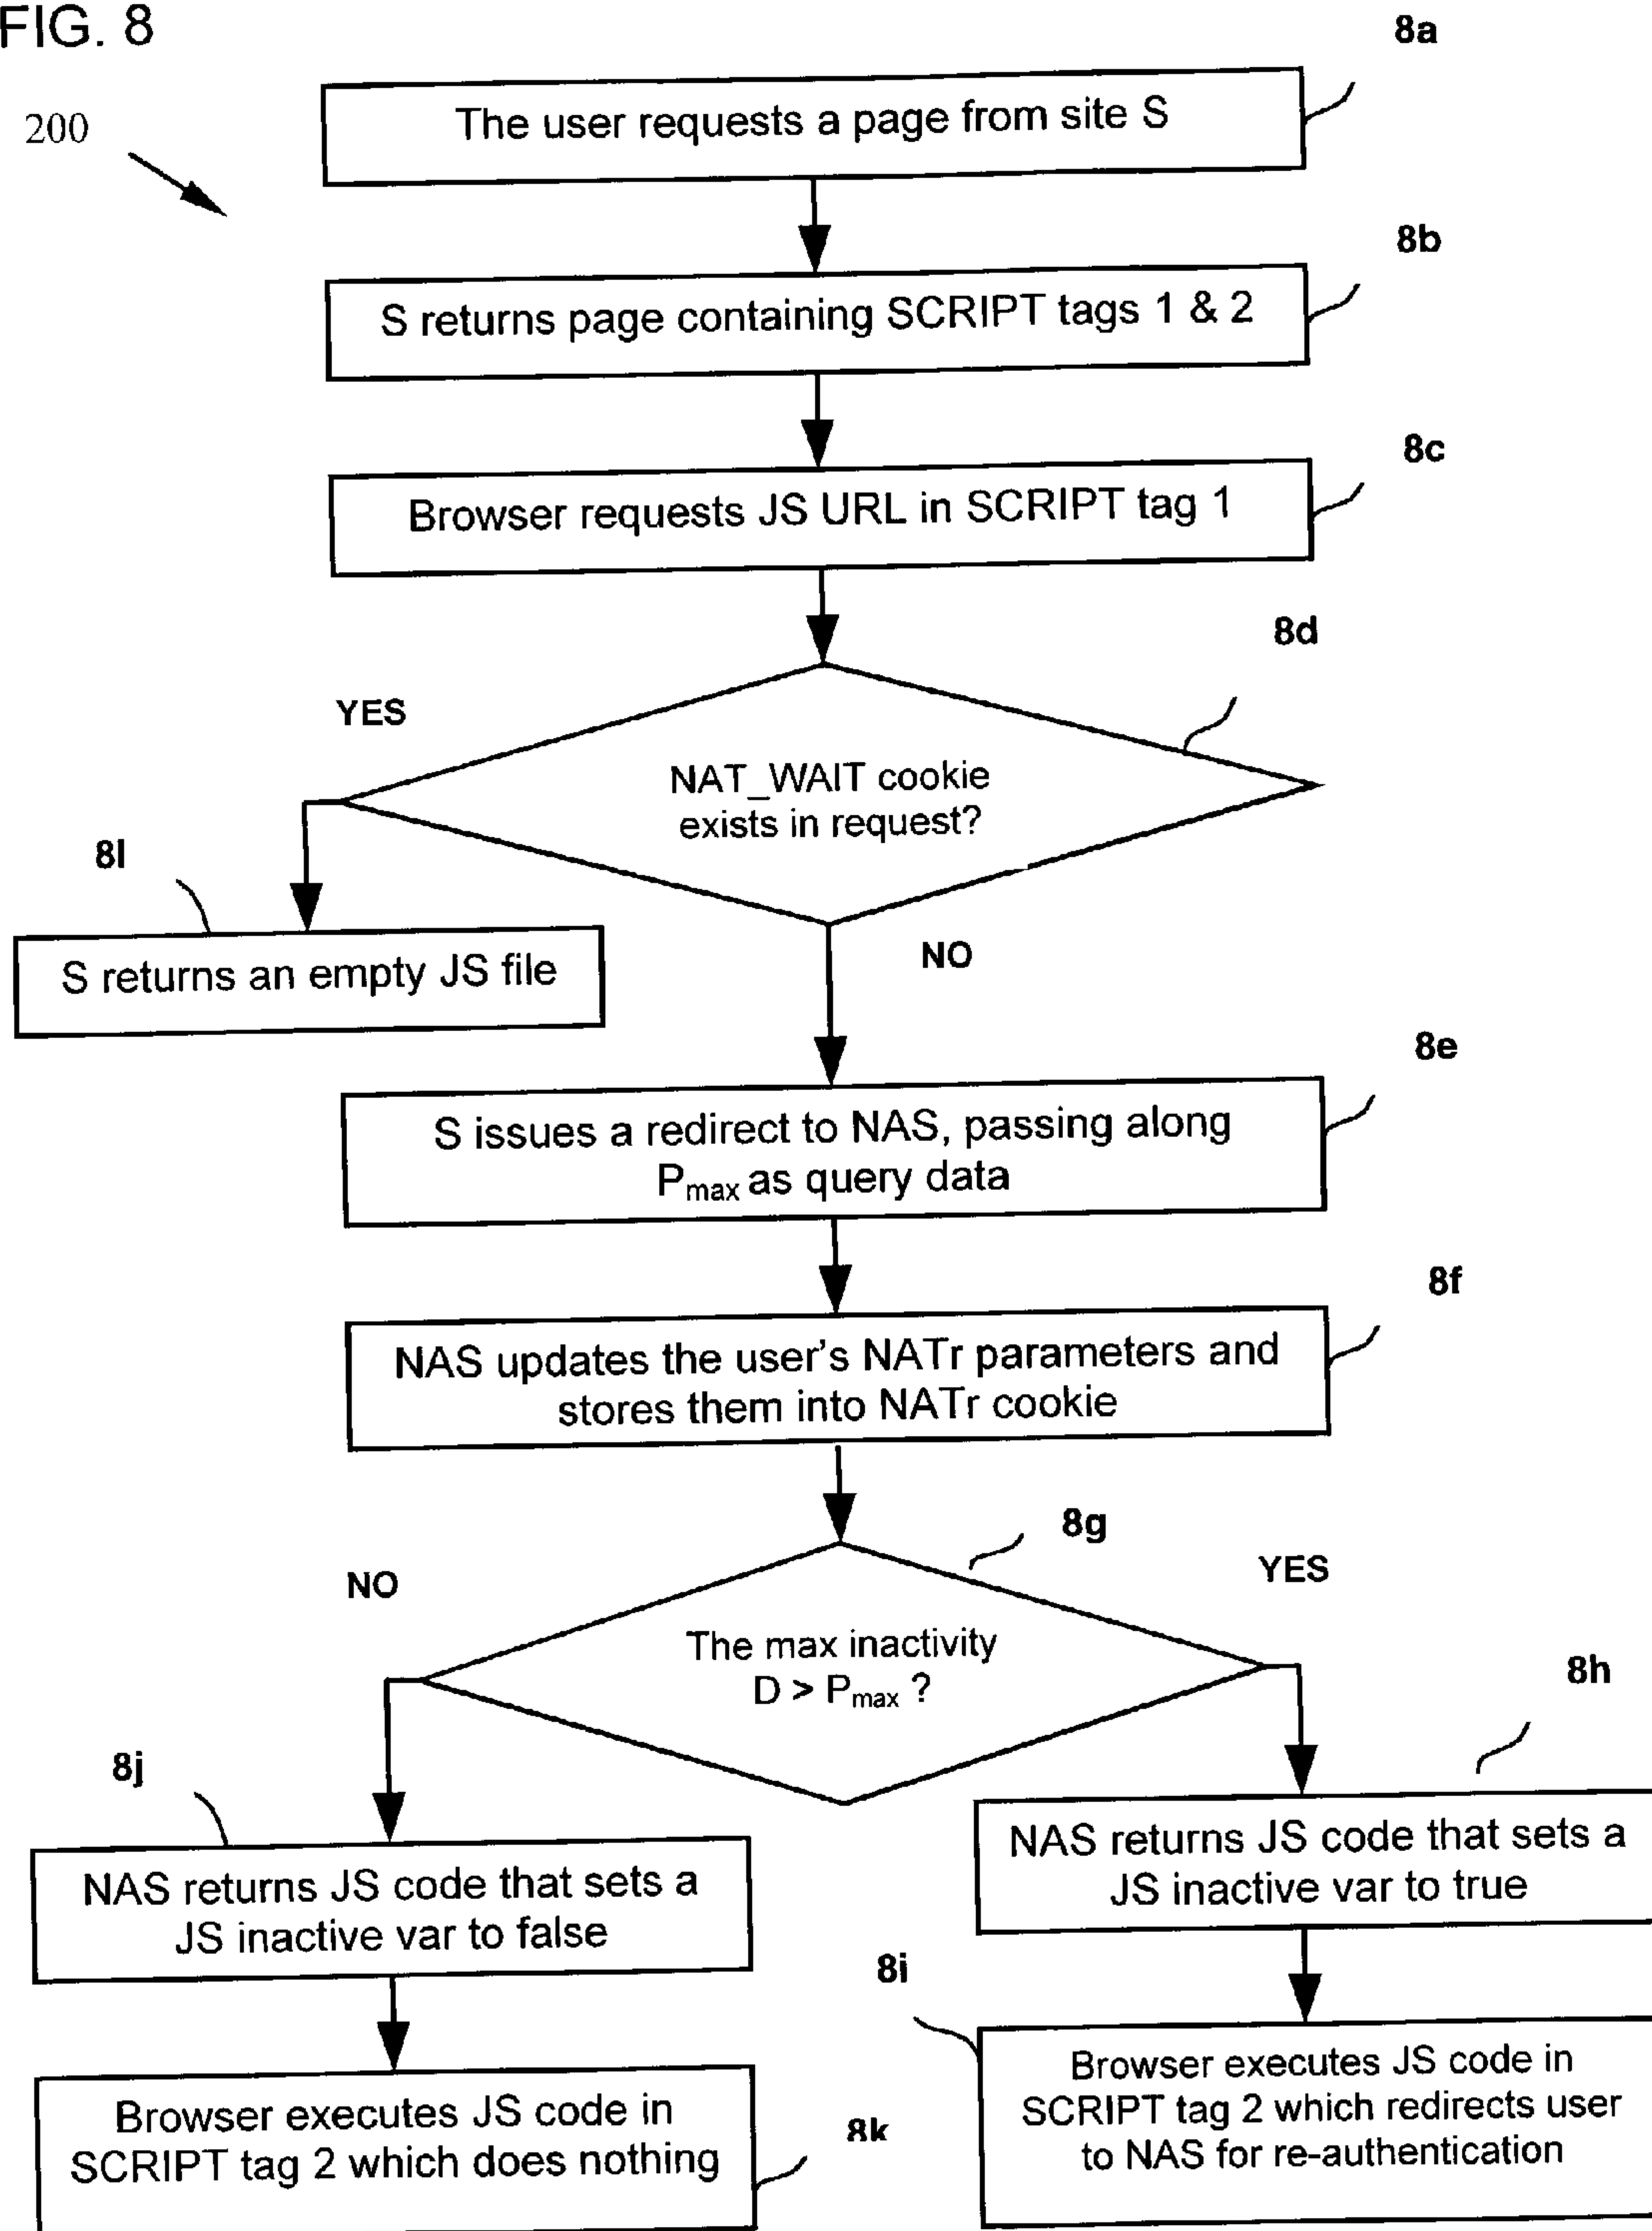 FIG. 8
200
8a
The user requests a page from site S
8b
S returns page containing SCRIPT tags 1 & 2
8c
Browser requests JS URL in SCRIPT tag 1
8d
YES
NAT_WAIT cookie
exists in request?
8l
S returns an empty JS file
NO
8e
S issues a redirect to NAS, passing along
Pmax as query data
8f
NAS updates the user's NATr parameters and
stores them into NATr cookie
8g
NO
YES
The max inactivity
D > Pmax ?
8h
NAS returns JS code that sets a
JS inactive var to true
8j
NAS returns JS code that sets a
JS inactive var to false
8i
Browser executes JS code in
SCRIPT tag 2 which redirects user
to NAS for re-authentication
Browser executes JS code in
SCRIPT tag 2 which does nothing
8k